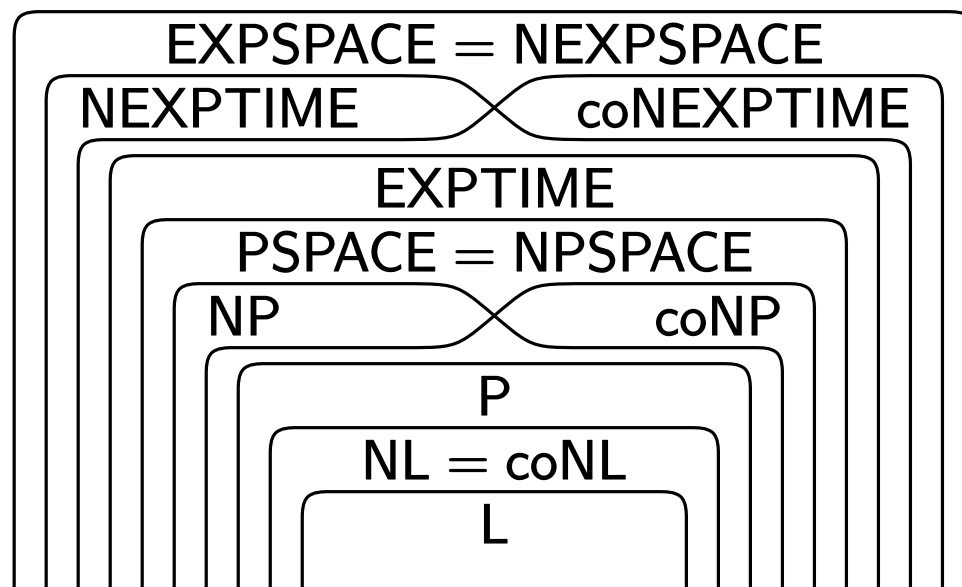 EXPSPACE = NEXPSPACE
NEXPTIME coNEXPTIME
EXPTIME
PSPACE = NPSPACE
NP coNP
P
NL = coNL
L